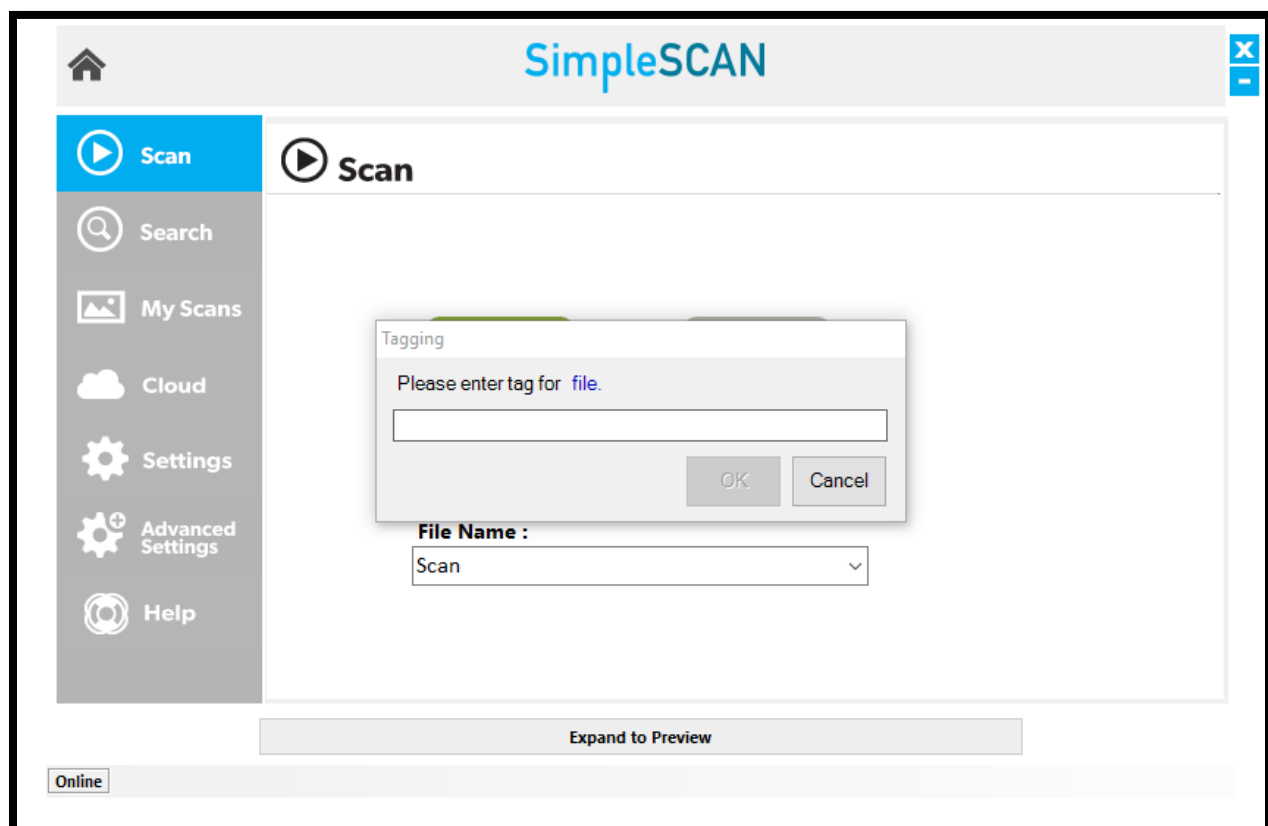 SimpleSCAN
X
-
Scan
Scan
Search
My Scans
Cloud
Settings
Advanced
Settings
Help
Tagging
Please enter tag for file.
OK
Cancel
File Name :
Scan
Expand to Preview
Online